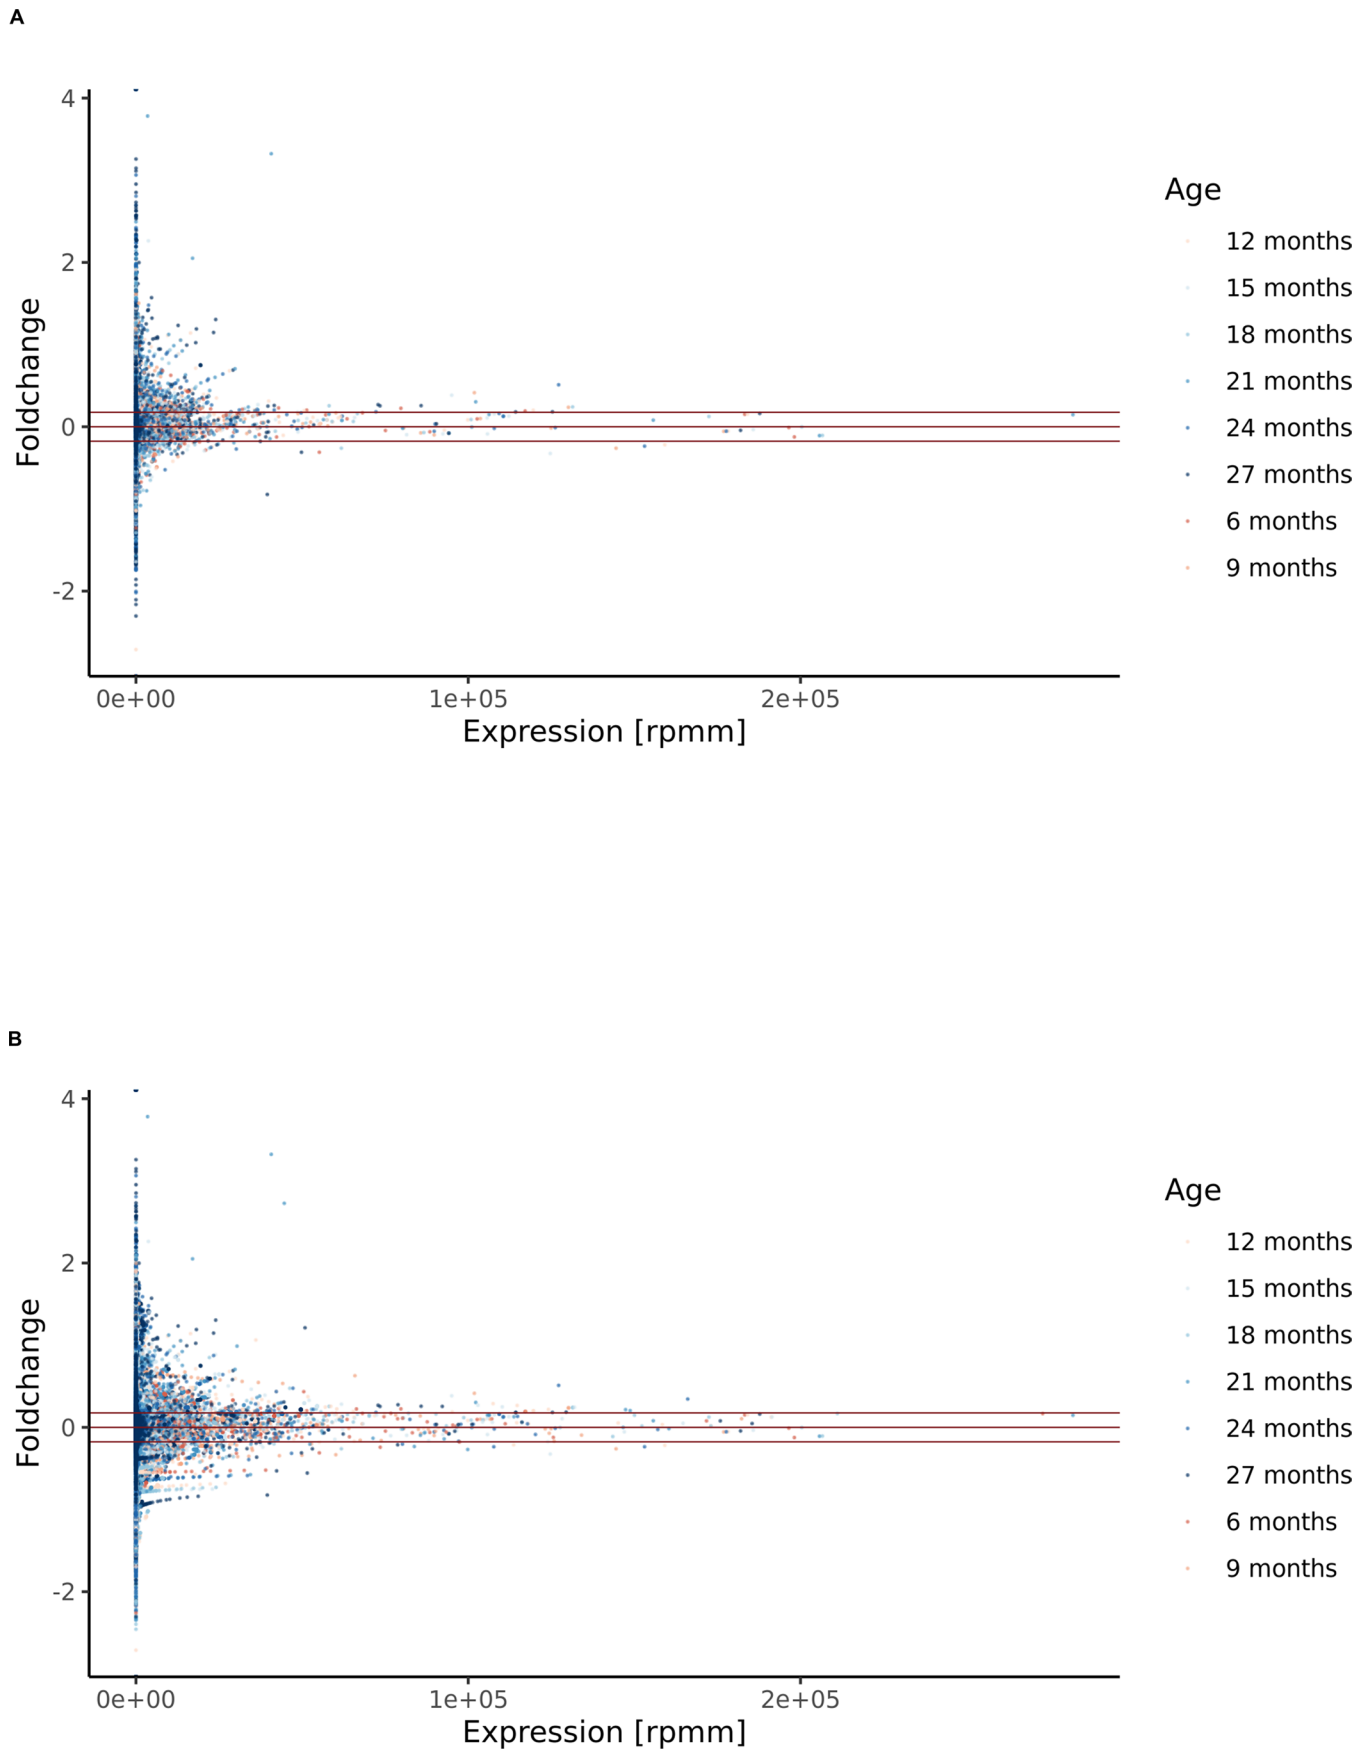 A
4
2
0
-2
Foldchange
0e+00 1e+05 2e+05
Expression [rpmm]
Age
12 months
15 months
18 months
21 months
24 months
27 months
6 months
9 months
B
4
2
0
-2
Foldchange
0e+00 1e+05 2e+05
Expression [rpmm]
Age
12 months
15 months
18 months
21 months
24 months
27 months
6 months
9 months